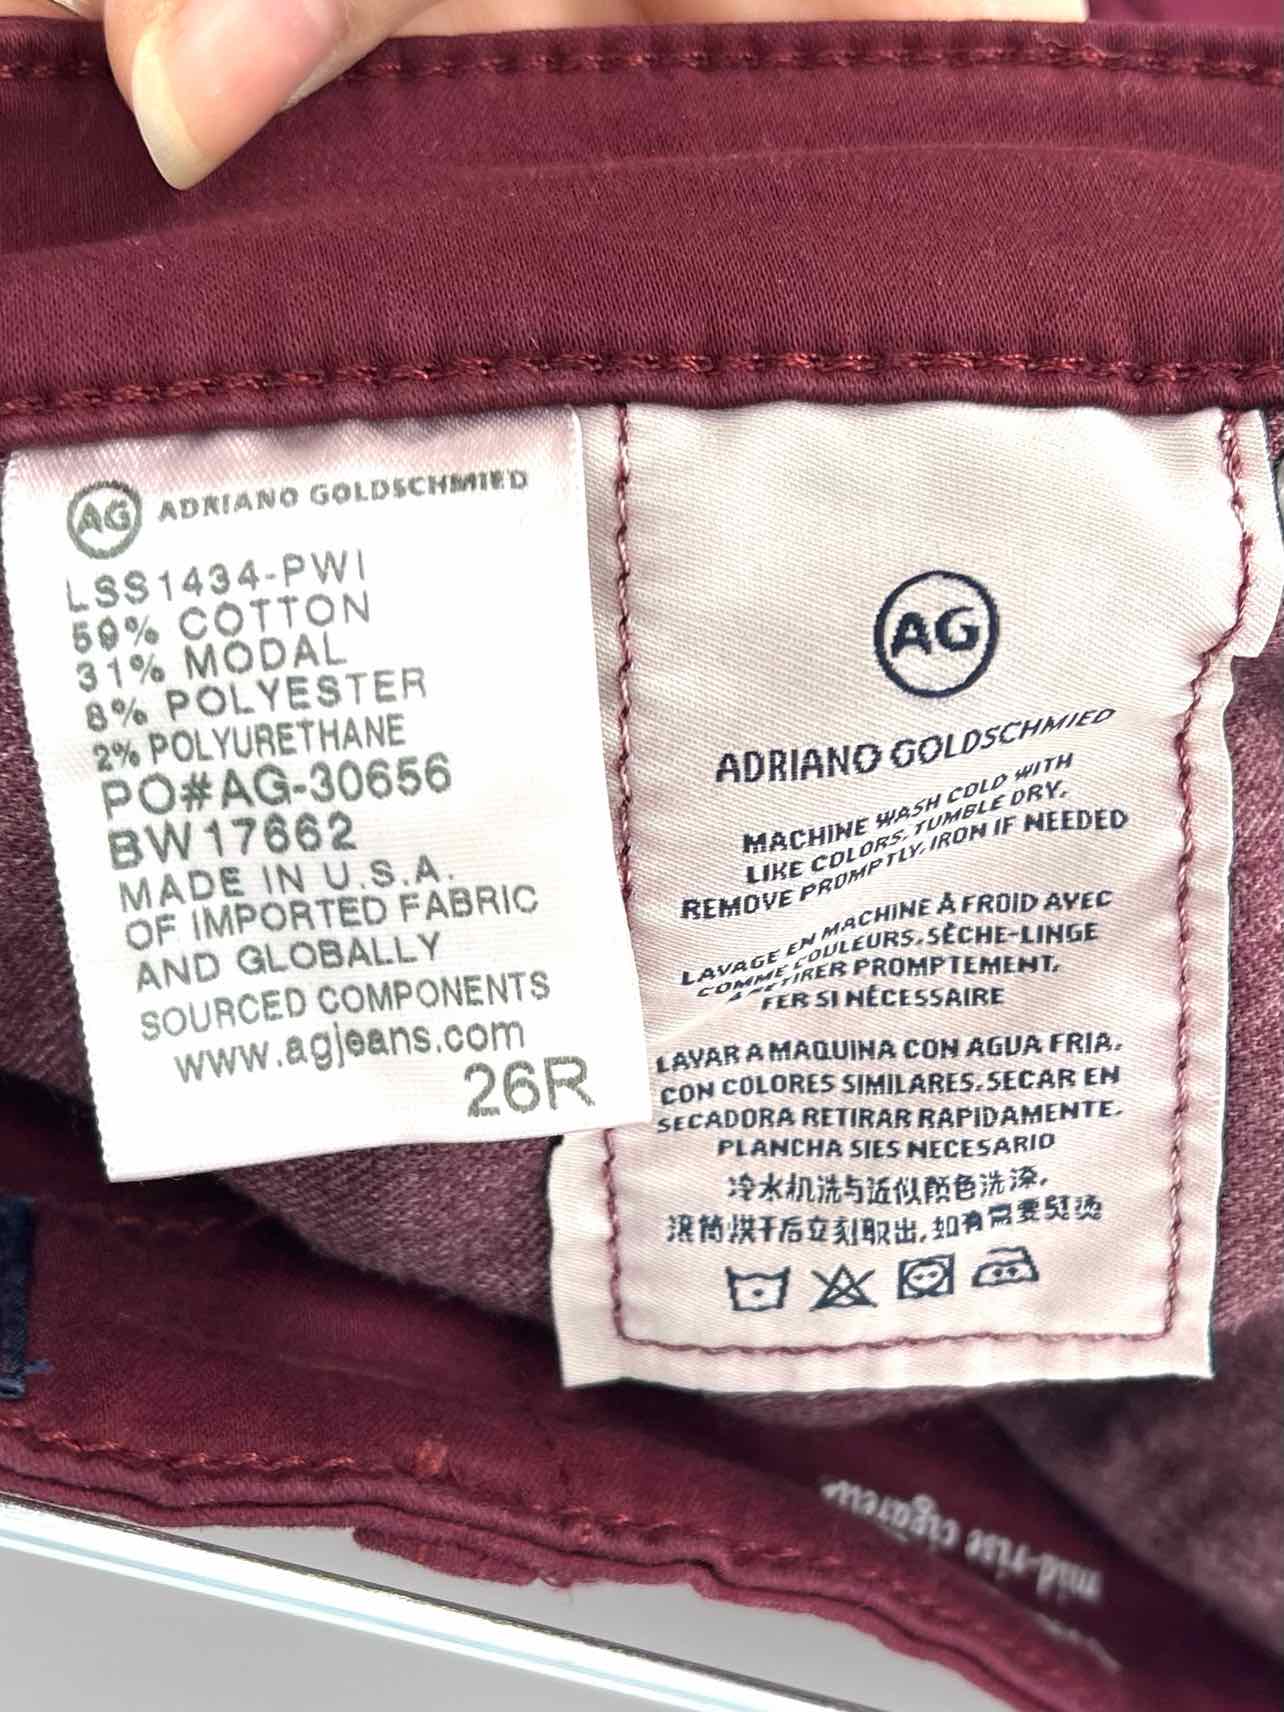 AG ADRIANO GOLDSCHMIED
LSS1434-PWI
59% COTTON
31% MODAL
8% POLYESTER
2% POLYURETHANE
PO#AG-30656
BW17662
MADE IN U.S.A.
OF IMPORTED FABRIC
AND GLOBALLY
SOURCED COMPONENTS
www.agjeans.com
26R
AG
ADRIANO GOLDSCHMIED
MACHINE WASH COLD WITH
LIKE COLORS. TUMBLE DRY,
REMOVE PROMPTLY. IRON IF NEEDED
LAVAGE EN MACHINE À FROID AVEC
COMME COULEURS. SÈCHE-LINGE
A RETIRER PROMPTEMENT,
FER SI NÉCESSAIRE
LAVAR A MAQUINA CON AGUA FRIA,
CON COLORES SIMILARES. SECAR EN
SECADORA RETIRAR RAPIDAMENTE.
PLANCHA SIES NECESARIO
冷水机洗与近似颜色洗涤,
滚筒烘干后立刻取出,如有需要熨烫
mid-rise cigarette